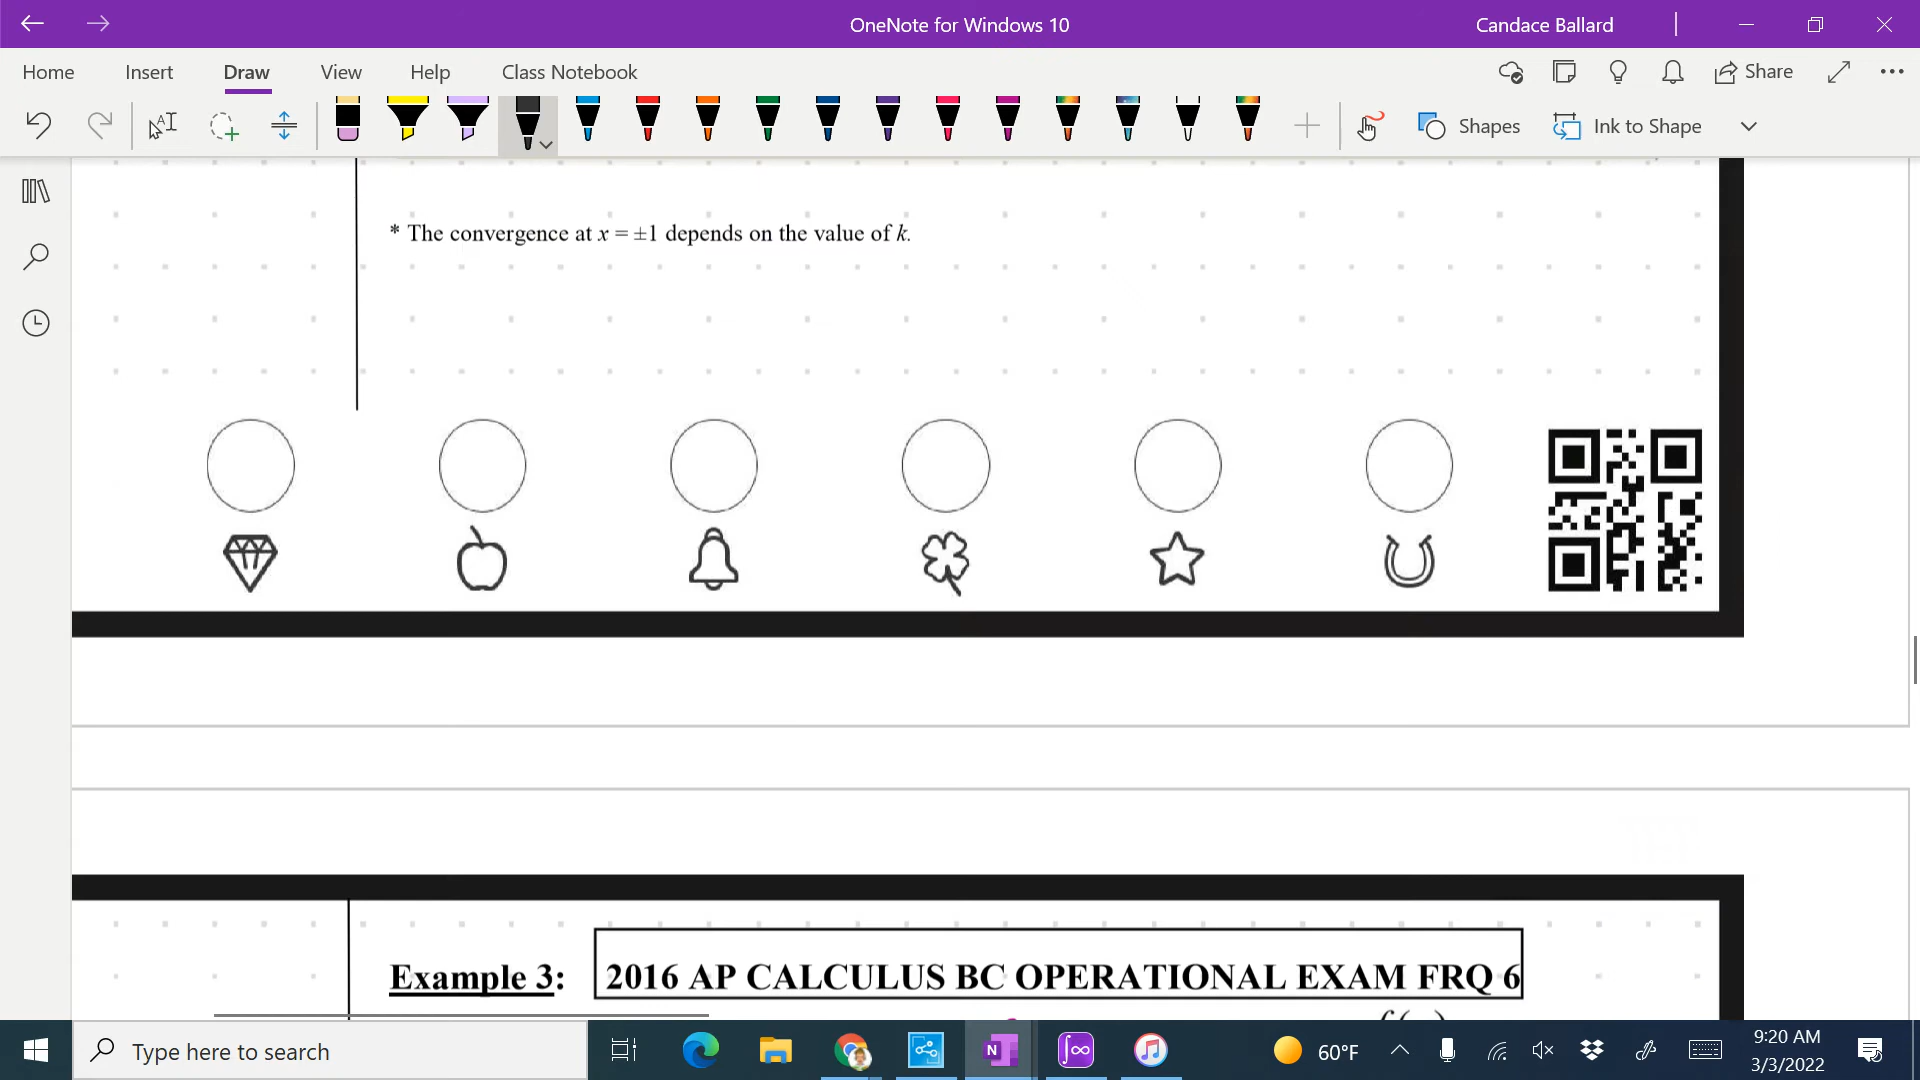 OneNote for Windows 10
Candace Ballard
Home Insert Draw View Help Class Notebook
Share
Shapes
Ink to Shape
* The convergence at x = ±1 depends on the value of k.
Example 3: 2016 AP CALCULUS BC OPERATIONAL EXAM FRQ 6
Type here to search
60°F
9:20 AM
3/3/2022